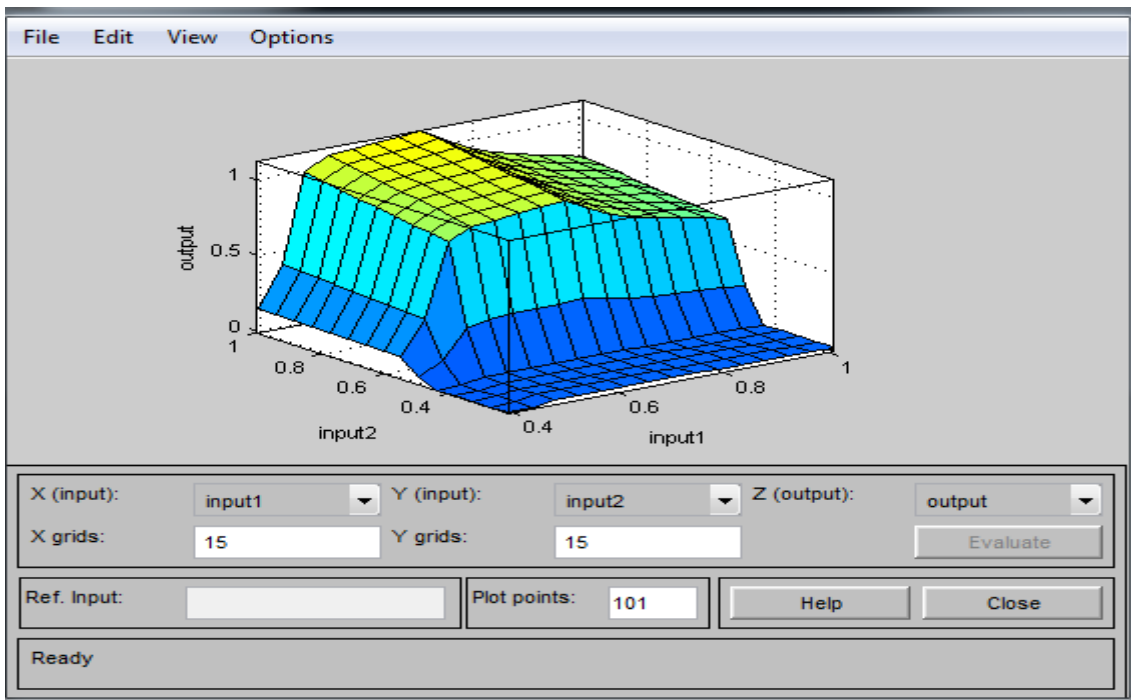 File Edit View Options
1
0.5
0
output
1
0.8
0.6
0.4
input2
0.4
0.6
0.8
1
input1
X (input): input1 Y (input): input2 Z (output): output
X grids: 15 Y grids: 15 Evaluate
Ref. Input: Plot points: 101 Help Close
Ready